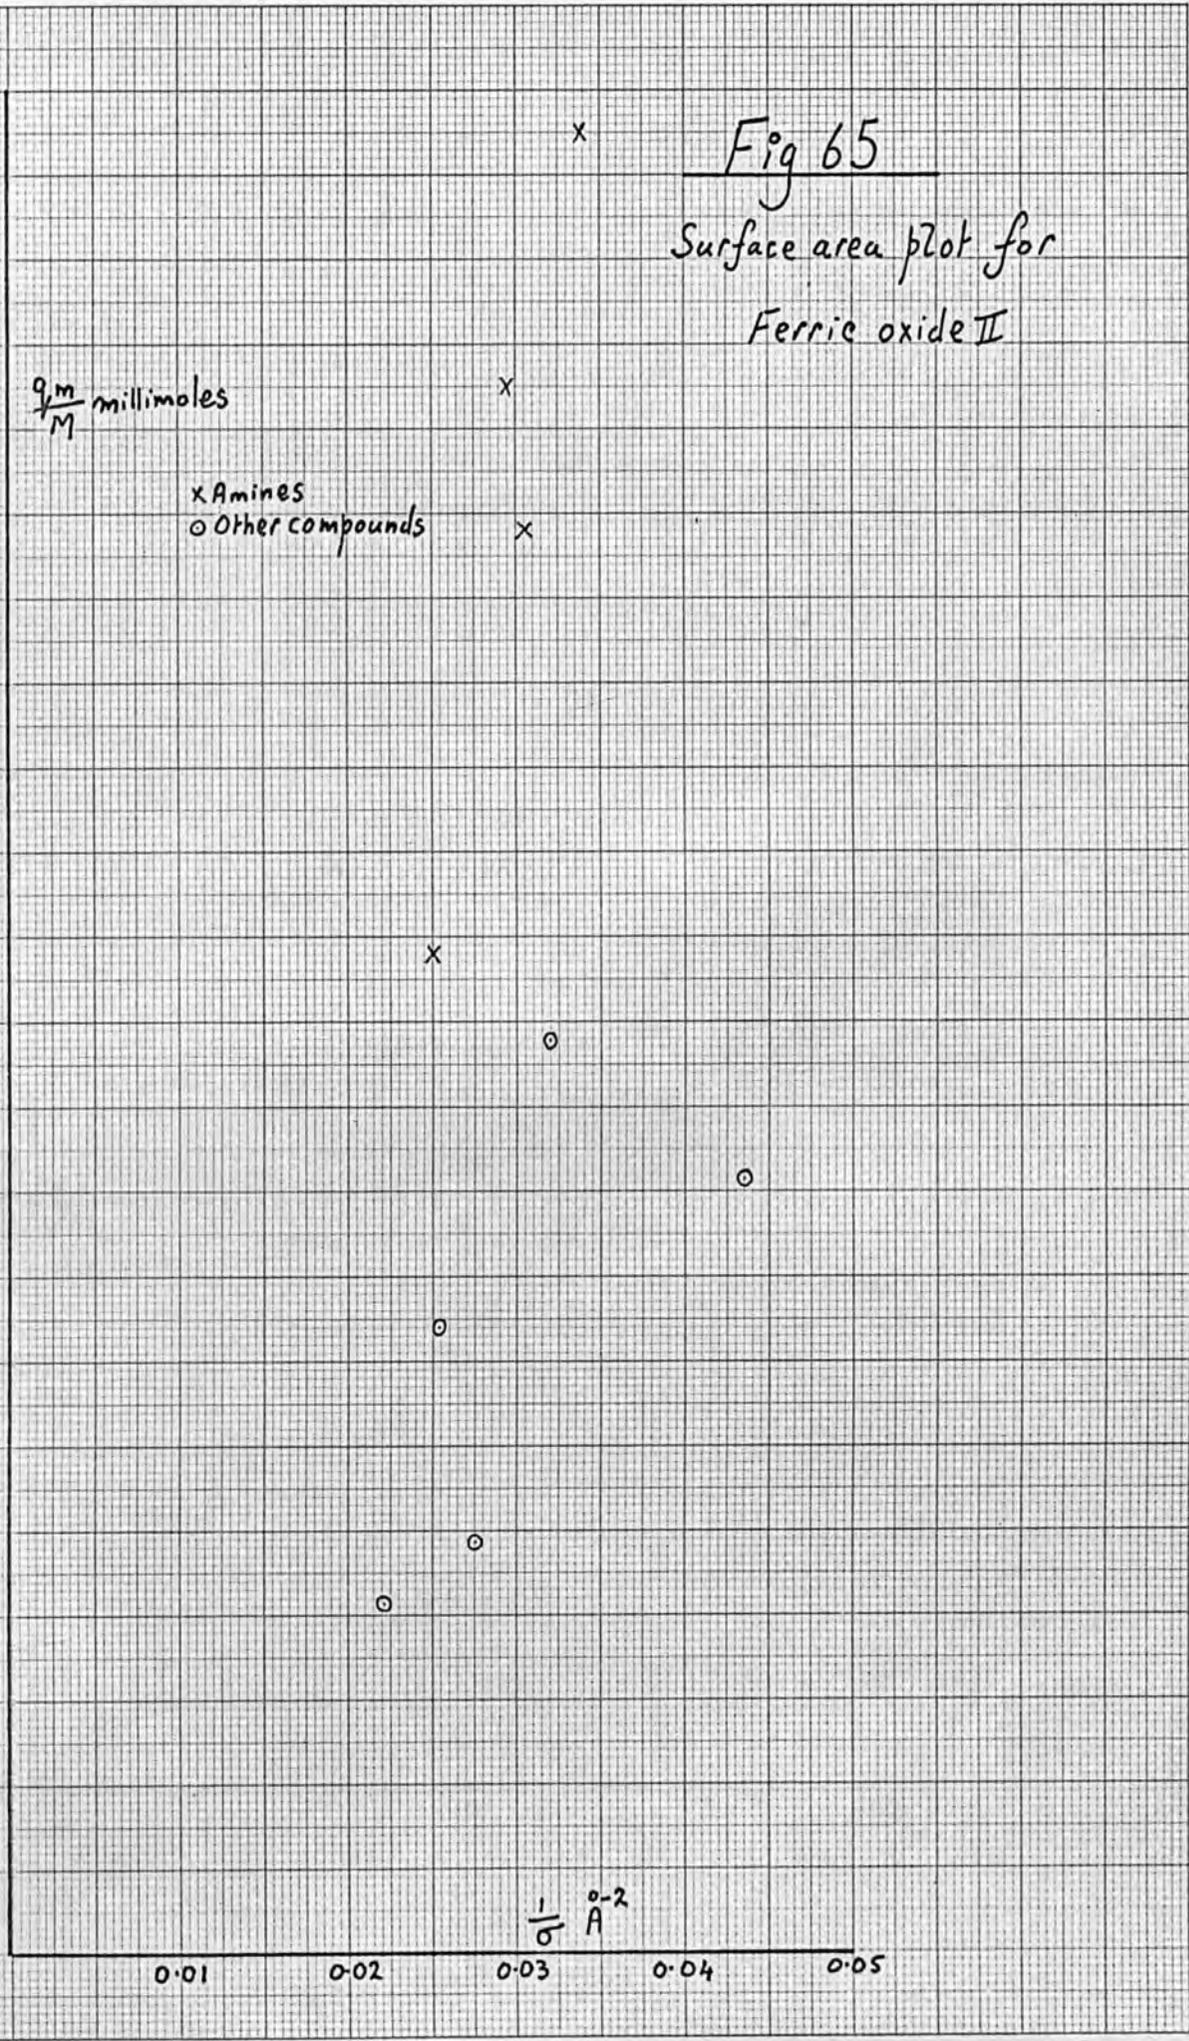 Fig 65
Surface area plot for
Ferric oxide II
qm/M millimoles
x Amines
⊙ Other compounds
1/σ Å-2
0.01 0.02 0.03 0.04 0.05